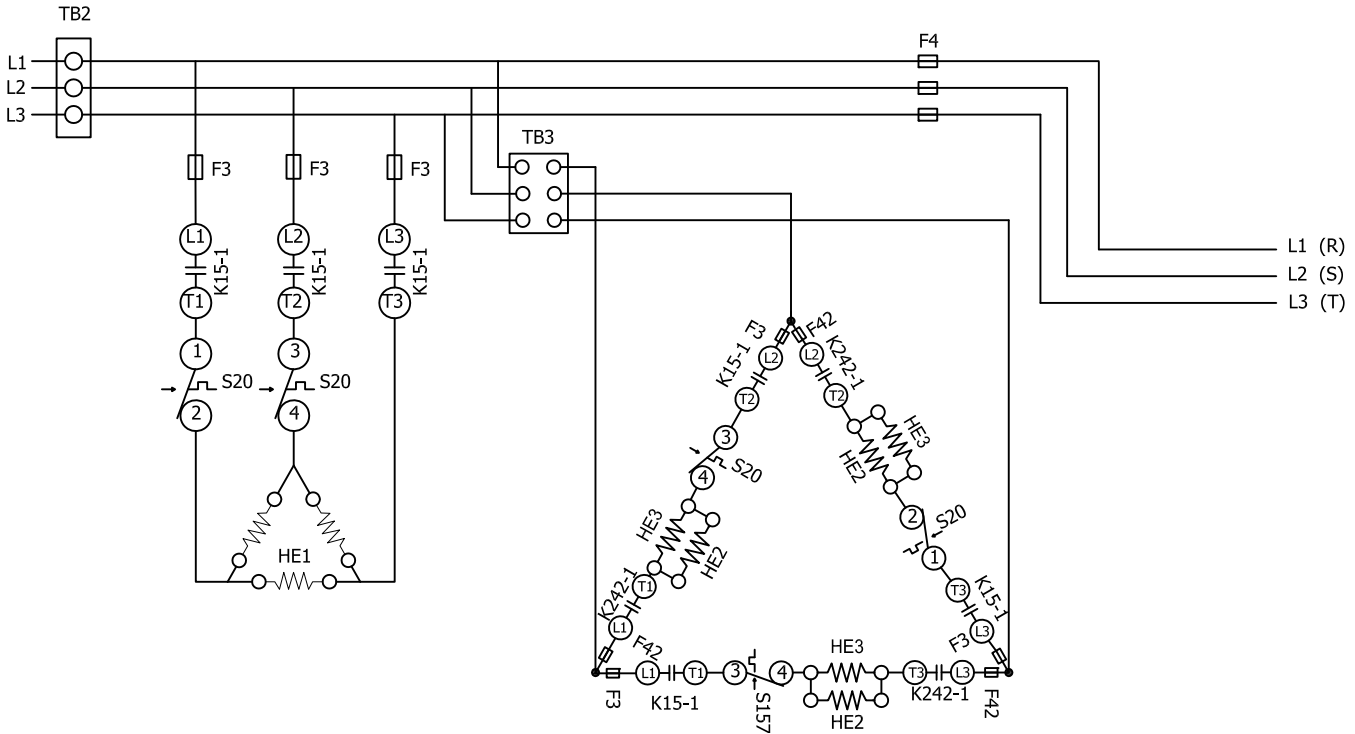 TB2
F4
L1
L2
L3
TB3
F3
F3
F3
L1
L2
L3
K15-1
K15-1
K15-1
T1
T2
T3
L1 (R)
L2 (S)
L3 (T)
1
3
S20
S20
2
4
HE1
F3
F42
L2
L2
K15-1
K242-1
T2
T2
3
S20
4
HE3
HE2
HE3
HE2
2
S20
1
K242-1
T1
L1
F42
T3
K15-1
L3
F3
F3
L1
T1
K15-1
3
S157
4
HE3
HE2
T3
L3
K242-1
F42